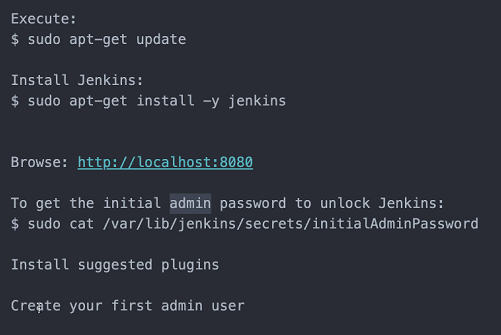 Execute:
$ sudo apt-get update
Install Jenkins:
$ sudo apt-get install -y jenkins
Browse: http://localhost:8080
To get the initial admin password to unlock Jenkins:
$ sudo cat /var/lib/jenkins/secrets/initialAdminPassword
Install suggested plugins
Create your first admin user